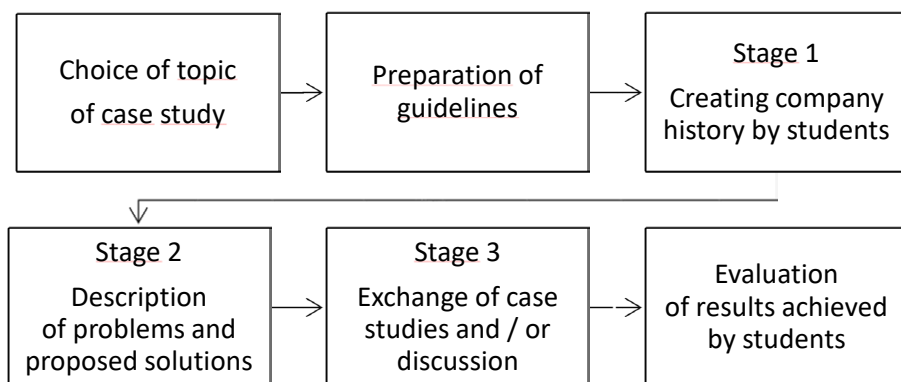 Choice of topic
of case study
Preparation of
guidelines
Stage 1
Creating company
history by students
Stage 2
Description
of problems and
proposed solutions
Stage 3
Exchange of case
studies and / or
discussion
Evaluation
of results achieved
by students